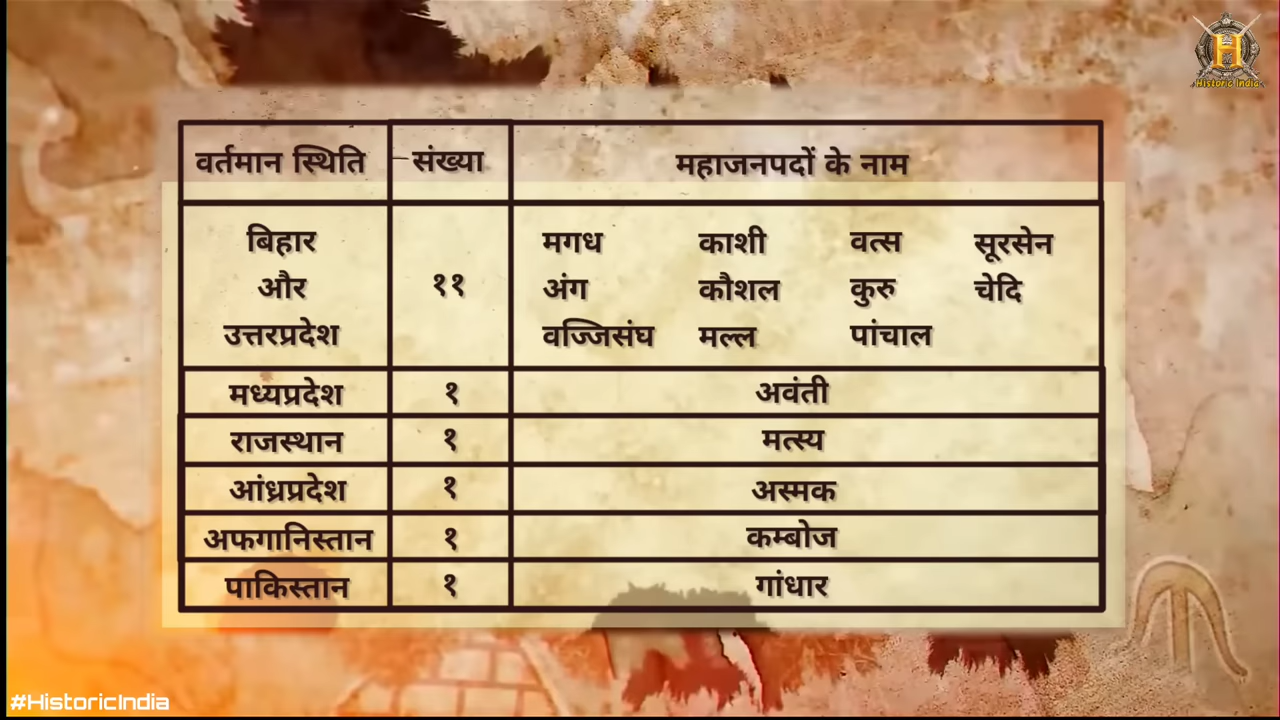 H
Historic India
वर्तमान स्थिति संख्या महाजनपदों के नाम
बिहार मगध काशी वत्स सूरसेन
और ११ अंग कौशल कुरु चेदि
उत्तरप्रदेश वज्जिसंघ मल्ल पांचाल
मध्यप्रदेश १ अवंती
राजस्थान १ मत्स्य
आंध्रप्रदेश १ अस्मक
अफगानिस्तान १ कम्बोज
पाकिस्तान १ गांधार
#HistoricIndia